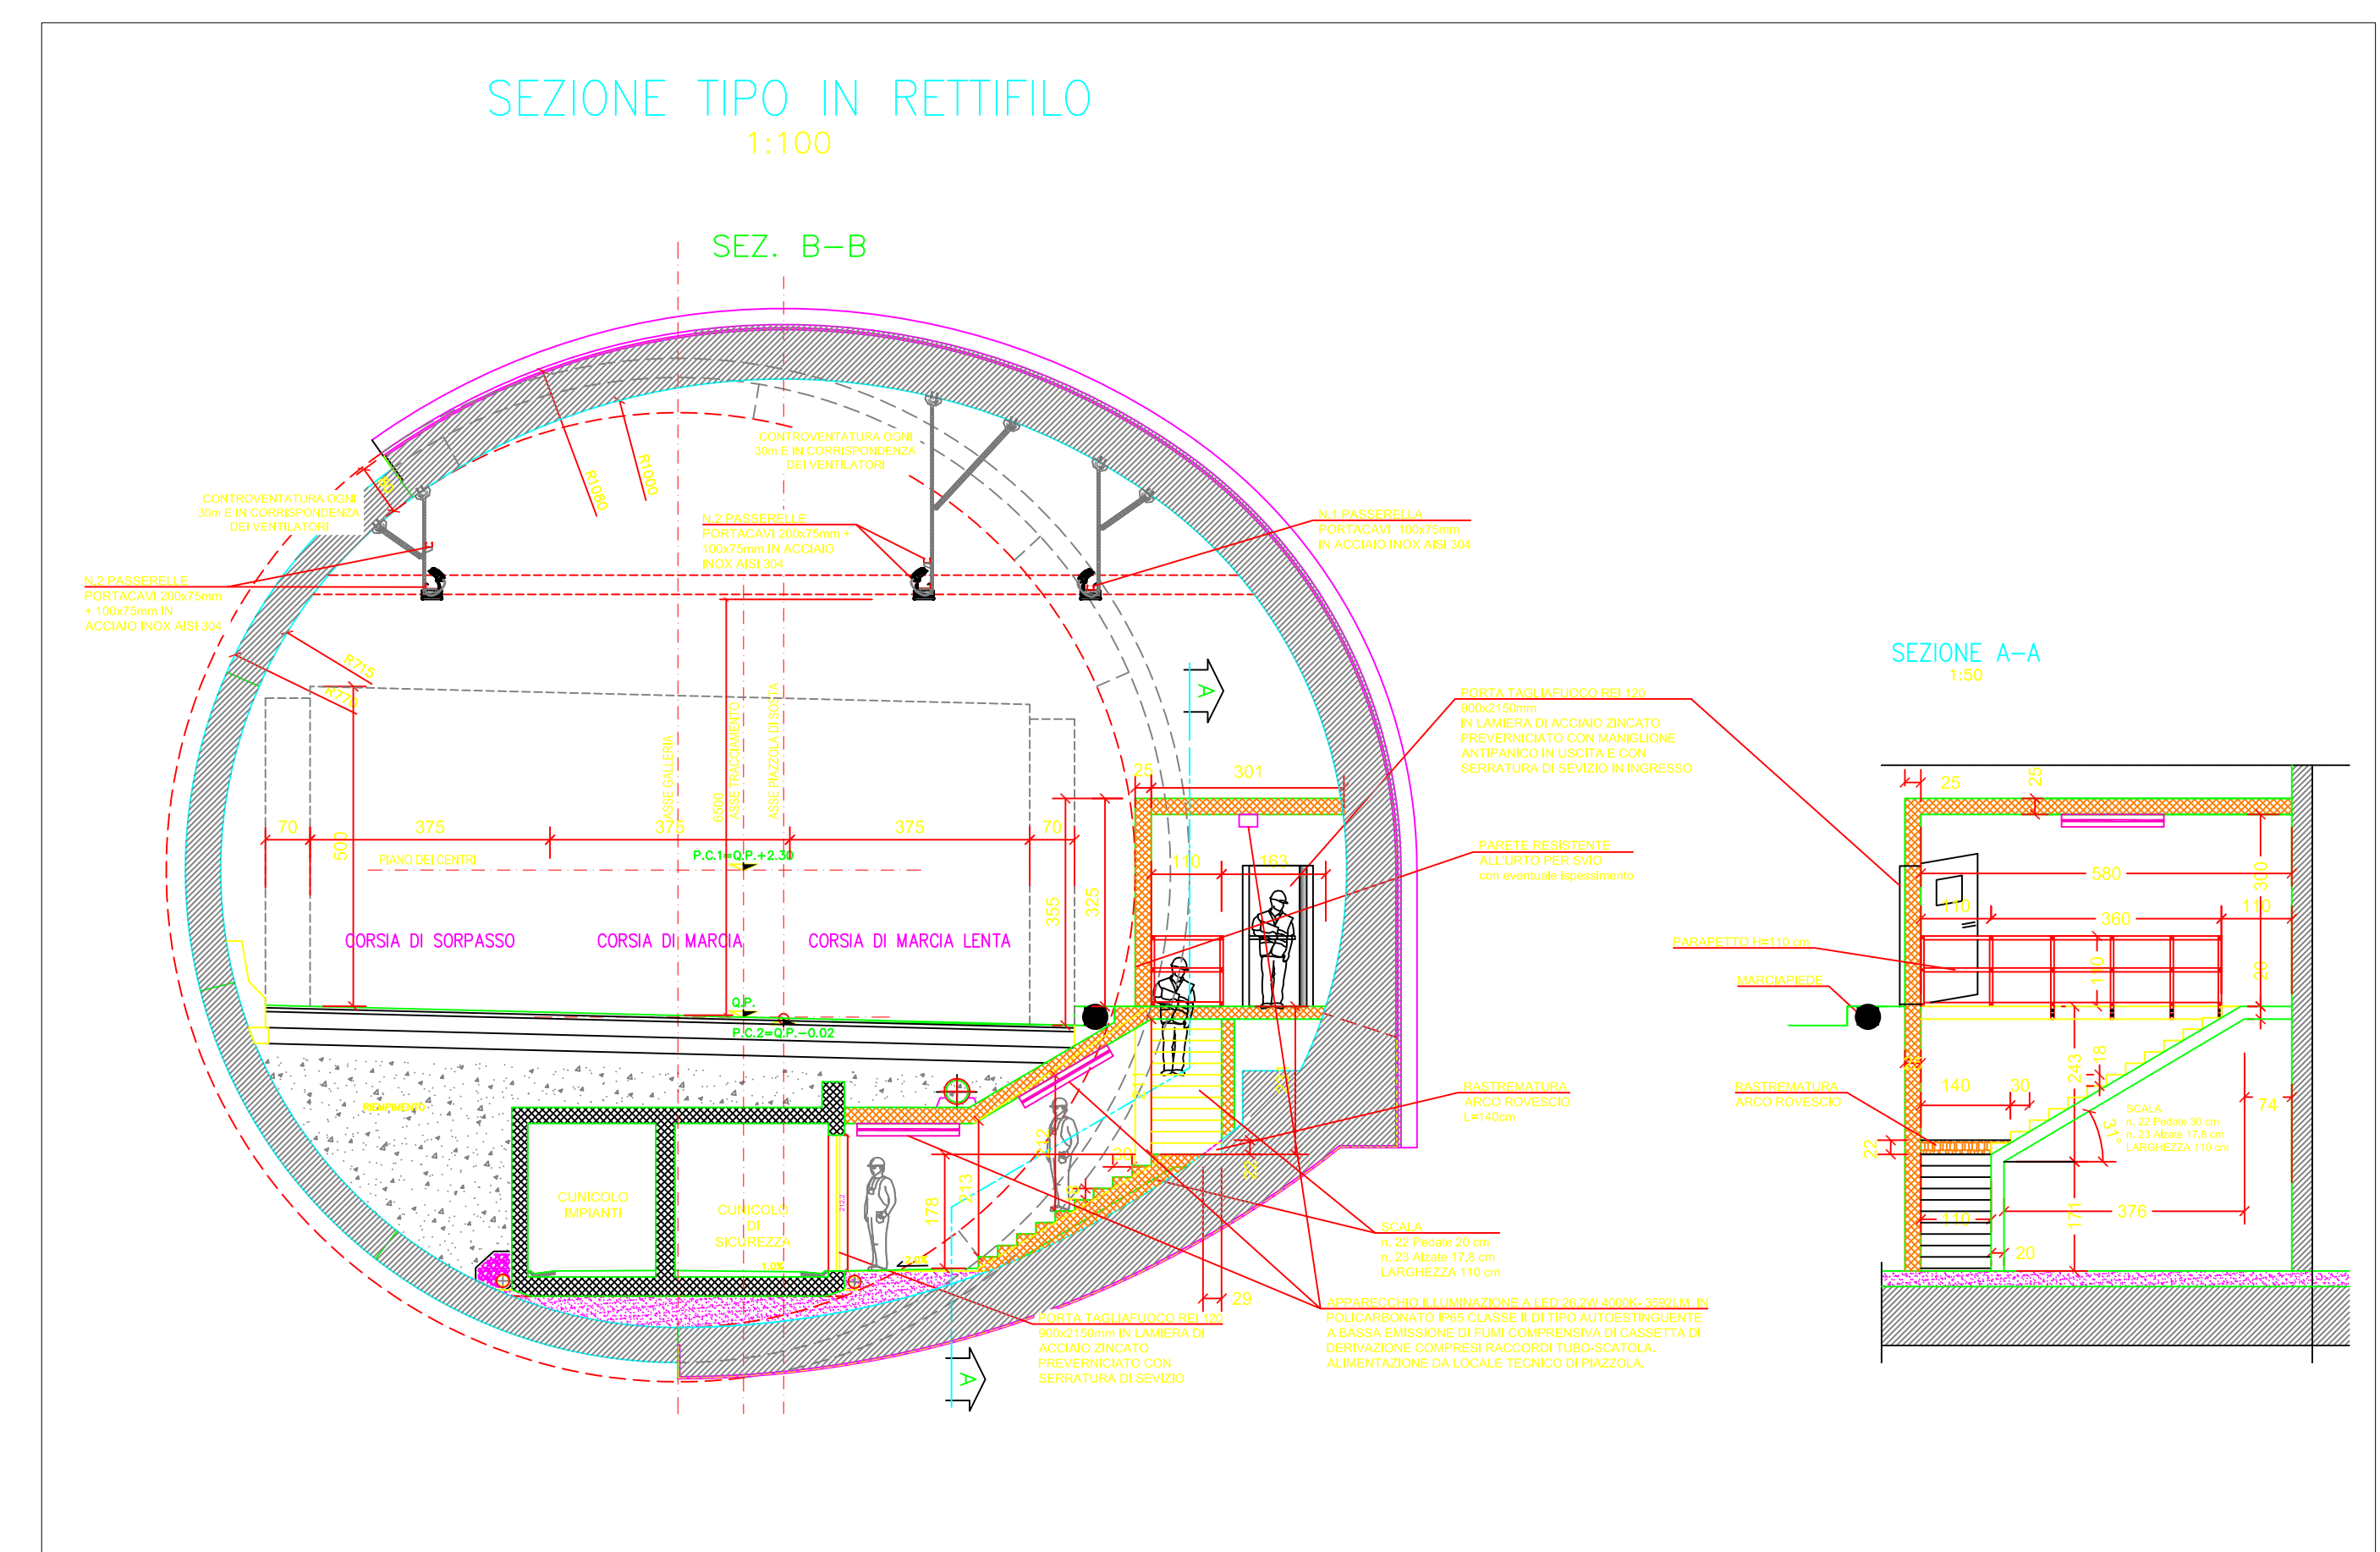 SEZIONE TIPO IN RETTIFILO
1:100
SEZ. B-B
CONTROVENTATURA OGNI
30m E IN CORRISPONDENZA
DEI VENTILATORI
CONTROVENTATURA OGNI
30m E IN CORRISPONDENZA
DEI VENTILATORI
R1080
R1000
N.2 PASSERELLE
PORTACAVI 200x75mm +
100x75mm IN ACCIAIO
INOX AISI 304
N.1 PASSERELLA
PORTACAVI 100x75mm
IN ACCIAIO INOX AISI 304
N.2 PASSERELLE
PORTACAVI 200x75mm
+ 100x75mm IN
ACCIAIO INOX AISI 304
R715
R770
ASSE GALLERIA
ASSE TRACCIAMENTO
ASSE PIAZZOLA DI SOSTA
A
25
301
70
375
375
375
70
500
355
325
110
163
PIANO DEI CENTRI
P.C.1=Q.P.+2.30
CORSIA DI SORPASSO
CORSIA DI MARCIA
CORSIA DI MARCIA LENTA
Q.P.
P.C.2=Q.P.-0.02
RIEMPIMENTO
CUNICOLO
IMPIANTI
CUNICOLO
DI
SICUREZZA
1.0%
2.0%
178
213
212
30
29
A
PORTA TAGLIAFUOCO REI 120
900x2150mm
IN LAMIERA DI ACCIAIO ZINCATO
PREVERNICIATO CON MANIGLIONE
ANTIPANICO IN USCITA E CON
SERRATURA DI SEVIZIO IN INGRESSO
PARETE RESISTENTE
ALL'URTO PER SVIO
con eventuale ispessimento
RASTREMATURA
ARCO ROVESCIO
L=140cm
SCALA
n. 22 Pedate 20 cm
n. 23 Alzate 17.8 cm
LARGHEZZA 110 cm
APPARECCHIO ILLUMINAZIONE A LED 26.2W 4000K- 3592LM, IN
POLICARBONATO IP65 CLASSE II DI TIPO AUTOESTINGUENTE
A BASSA EMISSIONE DI FUMI COMPRENSIVA DI CASSETTA DI
DERIVAZIONE COMPRESI RACCORDI TUBO-SCATOLA.
ALIMENTAZIONE DA LOCALE TECNICO DI PIAZZOLA.
PORTA TAGLIAFUOCO REI 120
900x2150mm IN LAMIERA DI
ACCIAIO ZINCATO
PREVERNICIATO CON
SERRATURA DI SEVIZIO
SEZIONE A-A
1:50
25
25
580
300
110
360
110
PARAPETTO H=110 cm
110
20
MARCIAPIEDE
RASTREMATURA
ARCO ROVESCIO
140
30
243
18
74
SCALA
n. 22 Pedate 30 cm
n. 23 Alzate 17.8 cm
LARGHEZZA 110 cm
31°
22
110
171
376
20